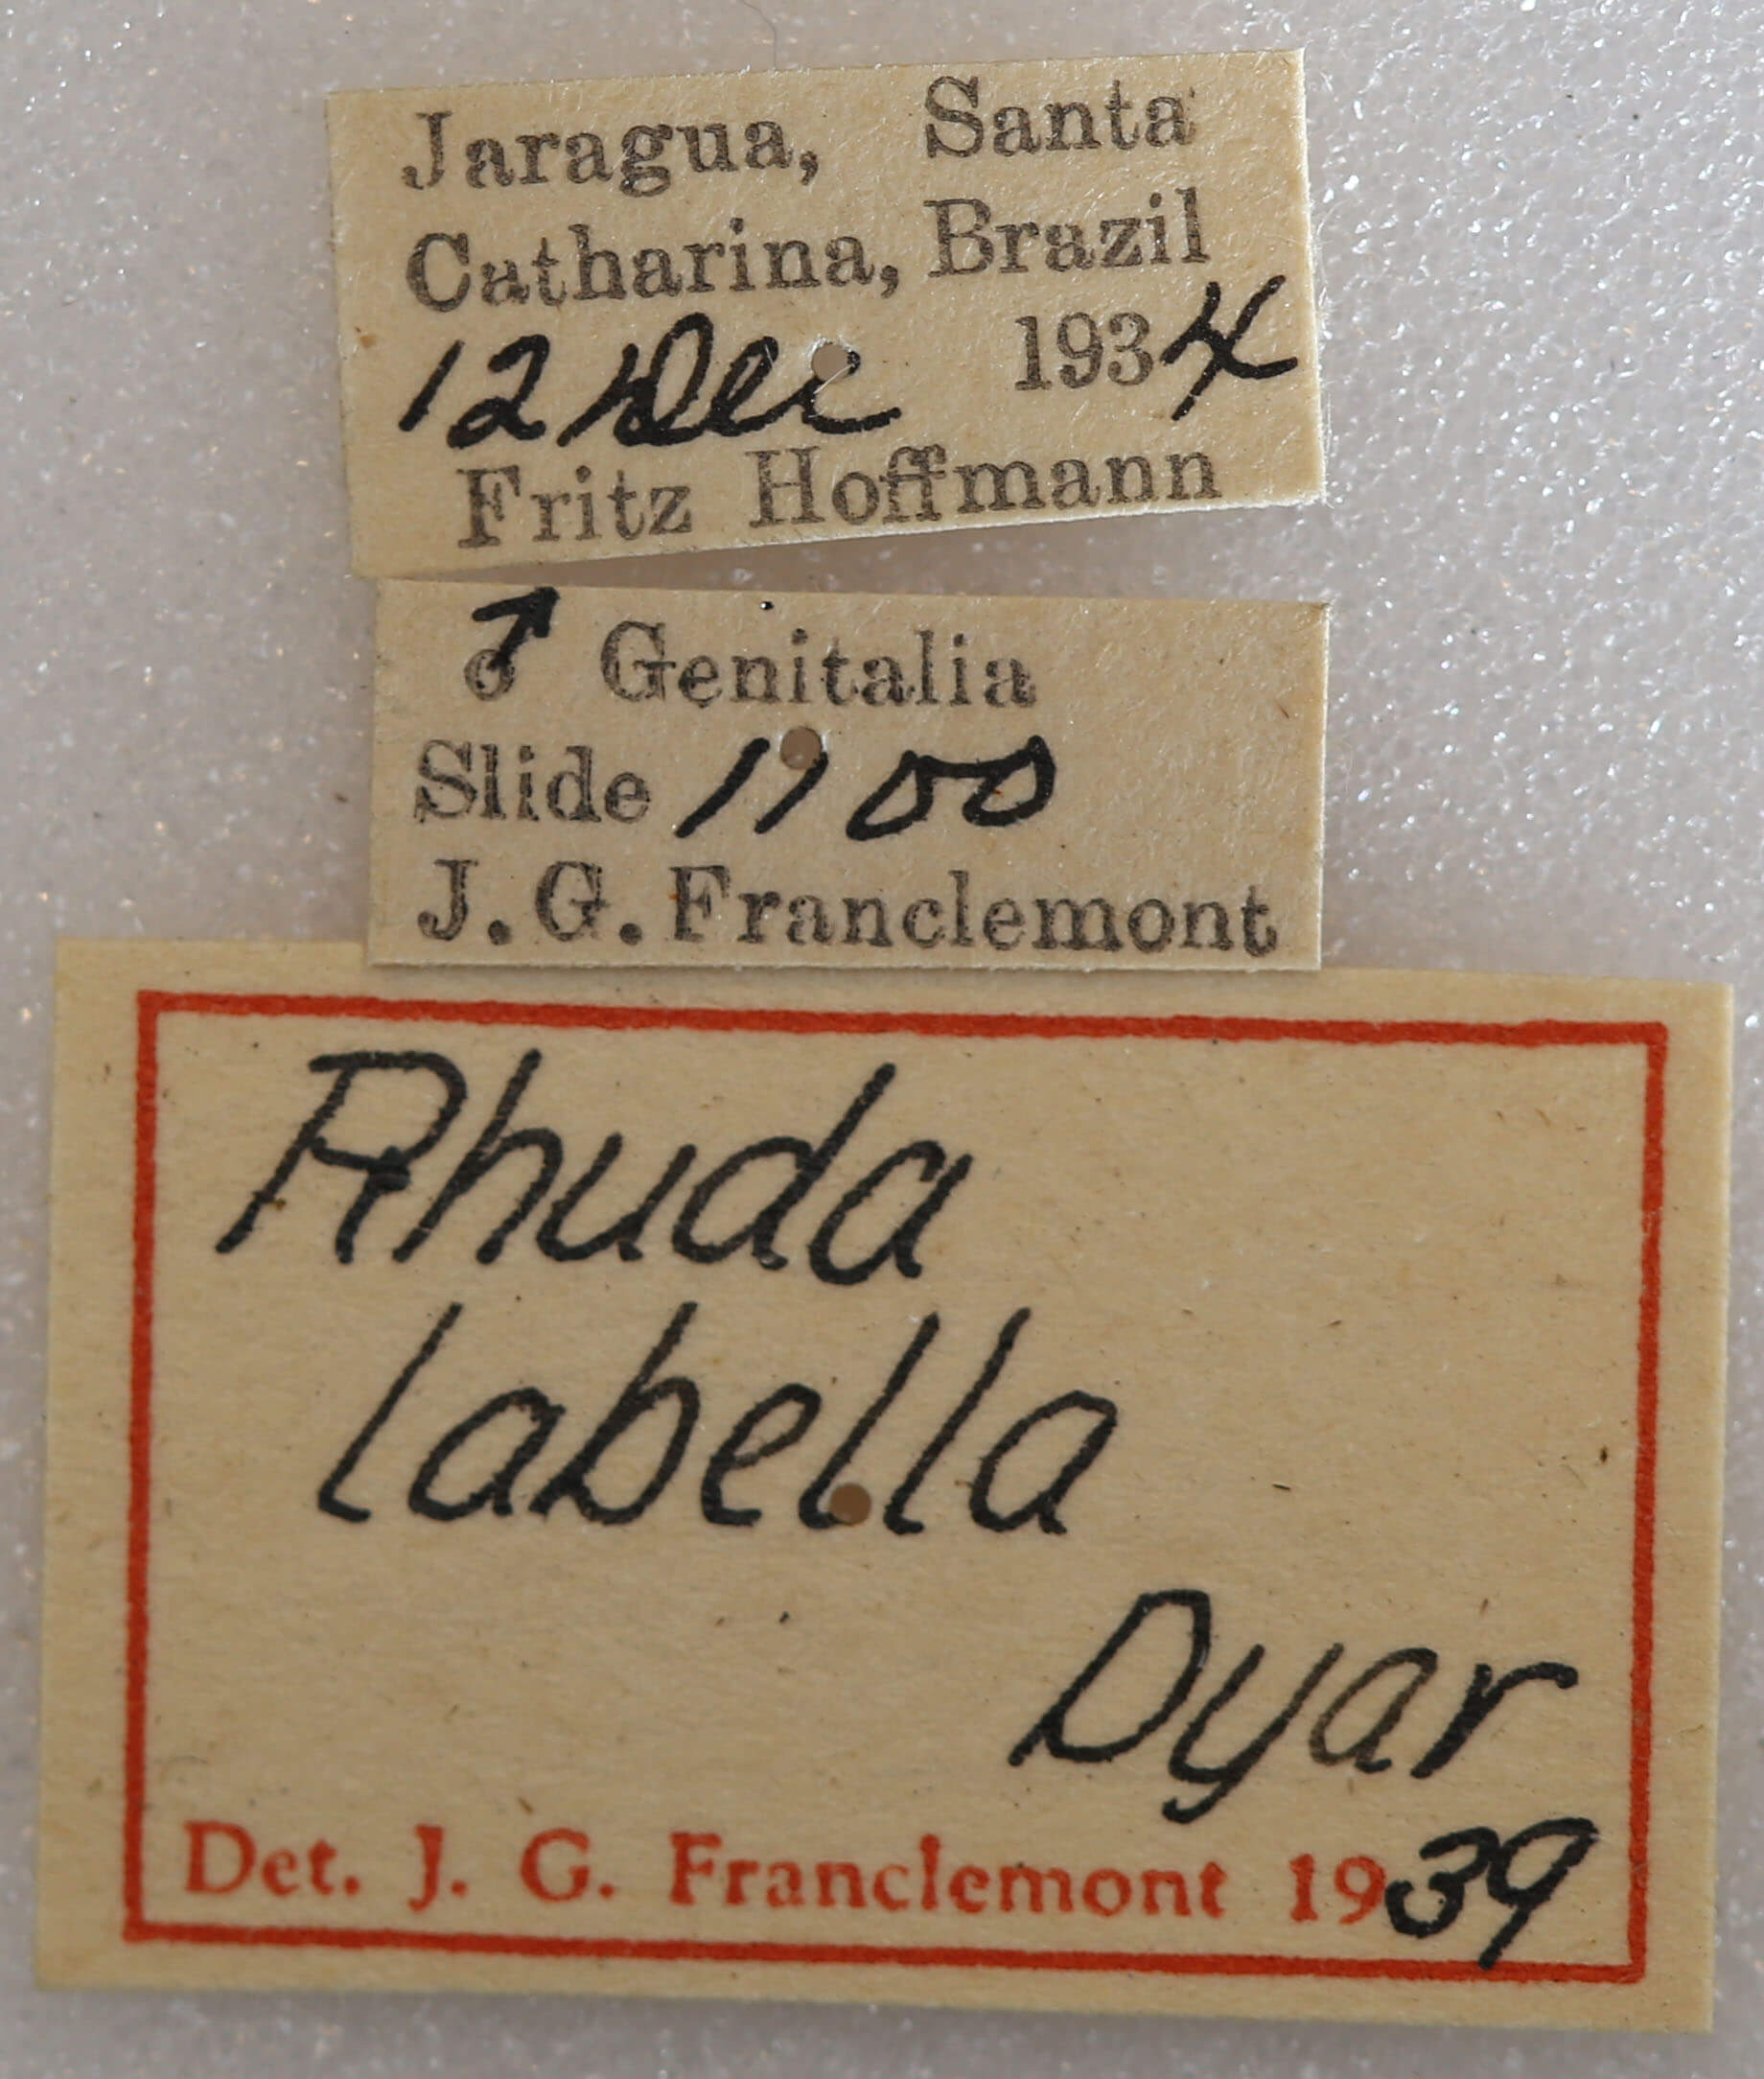 Jaragua, Santa
Catharina, Brazil
12 Dec 1934
Fritz Hoffmann
♂ Genitalia
Slide 1100
J. G. Franclemont
Rhuda
labella
Dyar
Det. J. G. Franclemont 1939